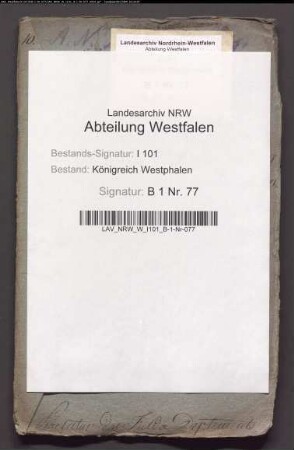 Landesarchiv Nordrhein-Westfalen
Abteilung Westfalen
Landesarchiv NRW
Abteilung Westfalen
Bestands-Signatur: I 101
Bestand: Königreich Westphalen
Signatur: B 1 Nr. 77
LAV_NRW_W_I101_B-1-Nr-077